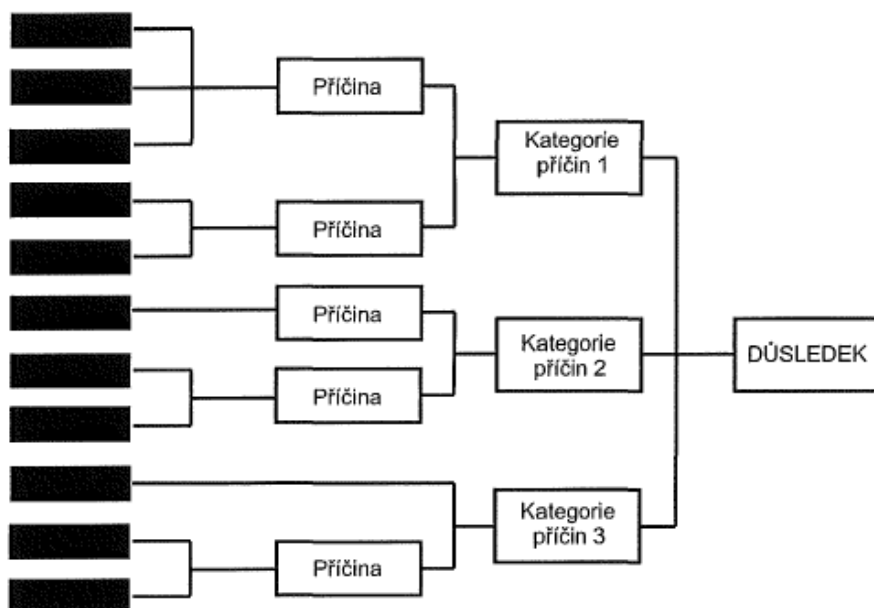 Příčina
Kategorie
příčin 1
Příčina
Příčina
Kategorie
příčin 2
DŮSLEDEK
Příčina
Kategorie
příčin 3
Příčina